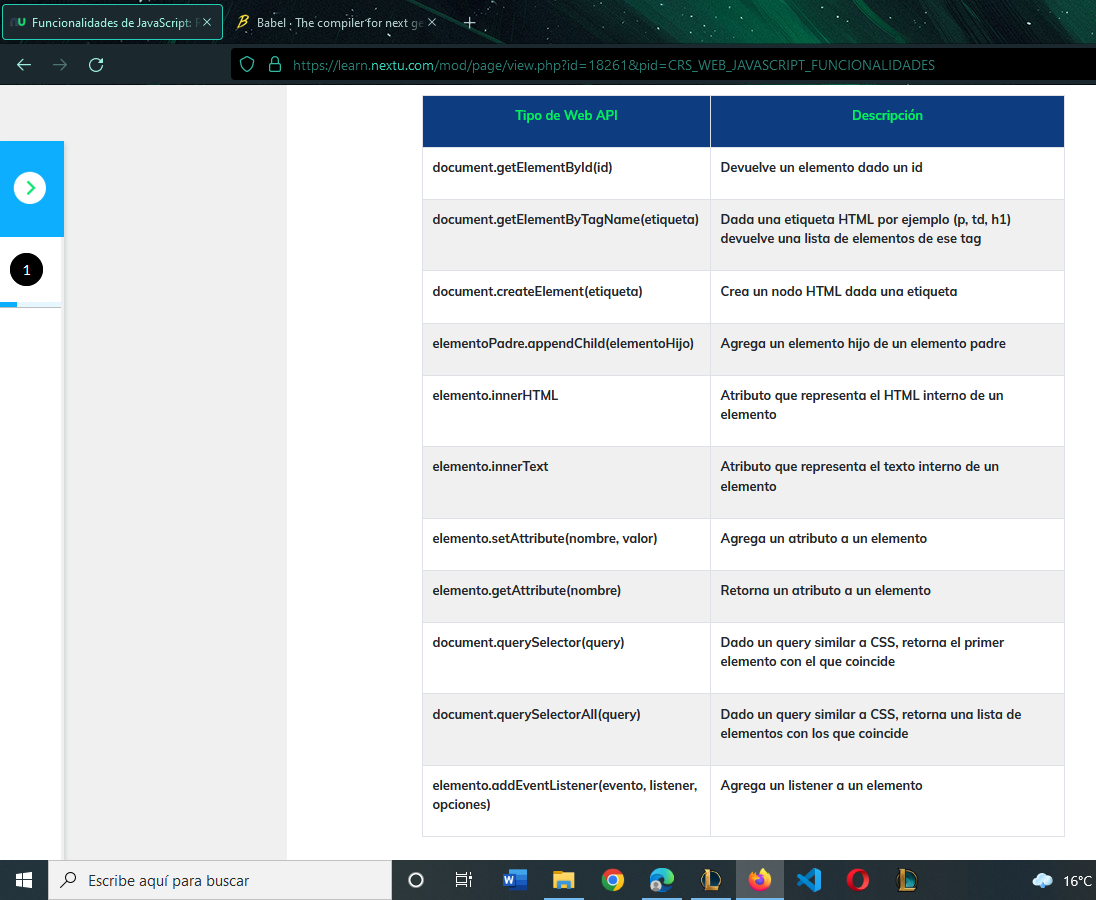 Funcionalidades de JavaScript:
Babel · The compiler for next ge
https://learn.nextu.com/mod/page/view.php?id=18261&pid=CRS_WEB_JAVASCRIPT_FUNCIONALIDADES
Tipo de Web API
Descripción
document.getElementById(id)
Devuelve un elemento dado un id
document.getElementByTagName(etiqueta)
Dada una etiqueta HTML por ejemplo (p, td, h1)
devuelve una lista de elementos de ese tag
document.createElement(etiqueta)
Crea un nodo HTML dada una etiqueta
elementoPadre.appendChild(elementoHijo)
Agrega un elemento hijo de un elemento padre
elemento.innerHTML
Atributo que representa el HTML interno de un
elemento
elemento.innerText
Atributo que representa el texto interno de un
elemento
elemento.setAttribute(nombre, valor)
Agrega un atributo a un elemento
elemento.getAttribute(nombre)
Retorna un atributo a un elemento
document.querySelector(query)
Dado un query similar a CSS, retorna el primer
elemento con el que coincide
document.querySelectorAll(query)
Dado un query similar a CSS, retorna una lista de
elementos con los que coincide
elemento.addEventListener(evento, listener,
opciones)
Agrega un listener a un elemento
1
Escribe aquí para buscar
16°C